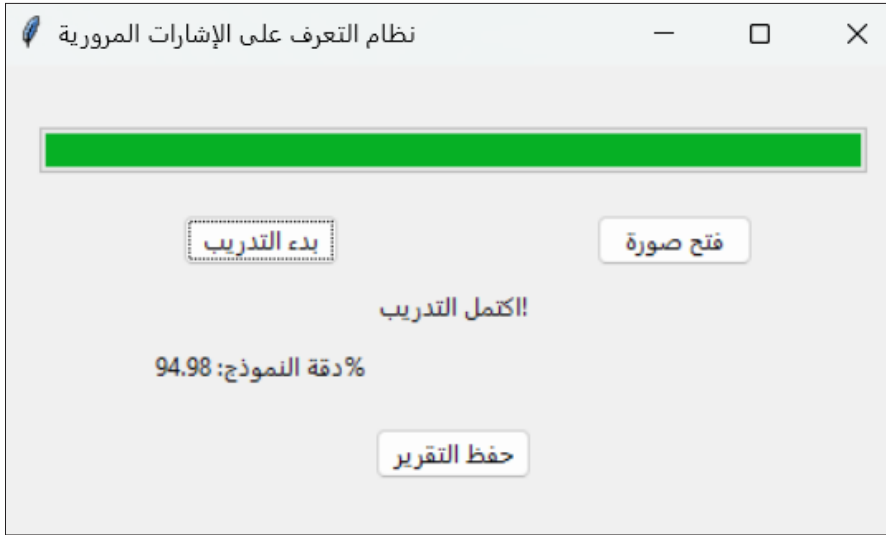 نظام التعرف على الإشارات المرورية
فتح صورة
بدء التدريب
اكتمل التدريب!
دقة النموذج: 94.98%
حفظ التقرير